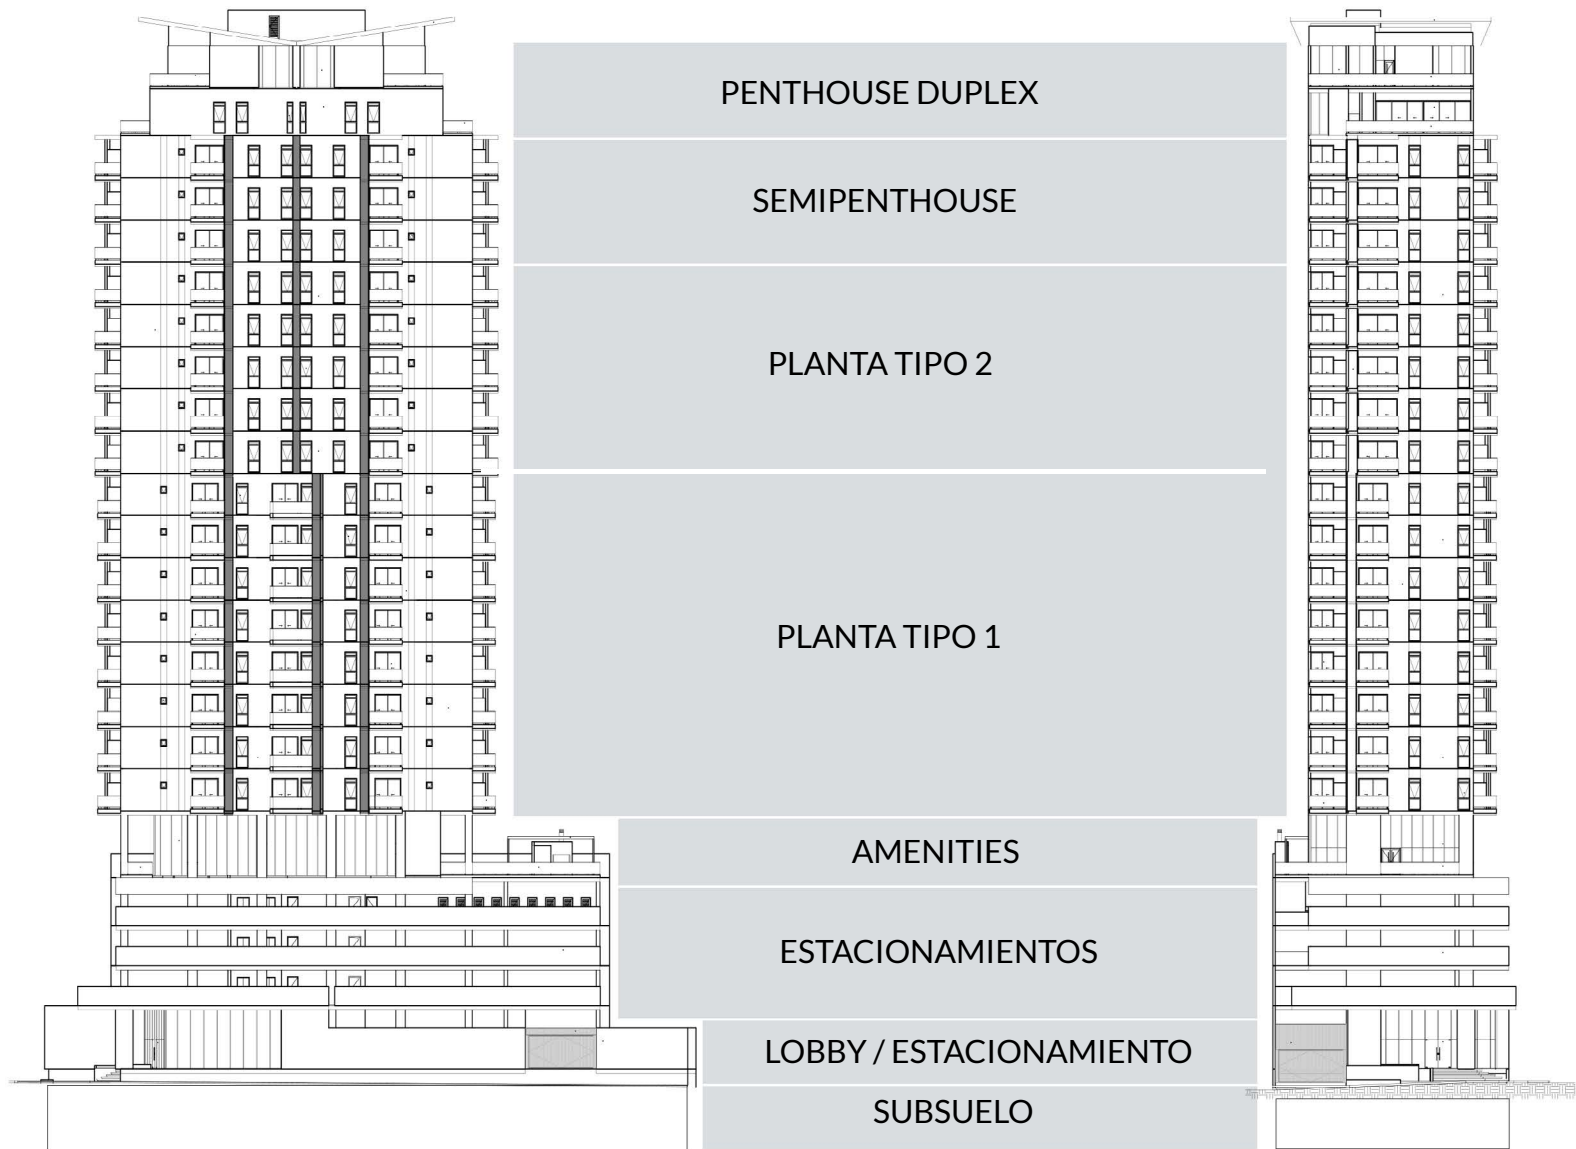 PENTHOUSE DUPLEX
SEMIPENTHOUSE
PLANTA TIPO 2
PLANTA TIPO 1
AMENITIES
ESTACIONAMIENTOS
LOBBY / ESTACIONAMIENTO
SUBSUELO